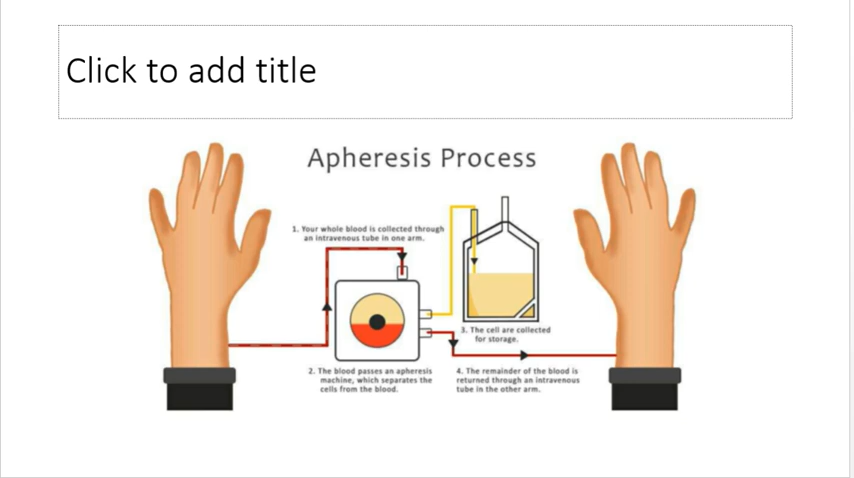 Click to add title
Apheresis Process
1. Your whole blood is collected through
an intravenous tube in one arm.
2. The blood passes an apheresis
machine, which separates the
cells from the blood.
3. The cell are collected
for storage.
4. The remainder of the blood is
returned through an intravenous
tube in the other arm.